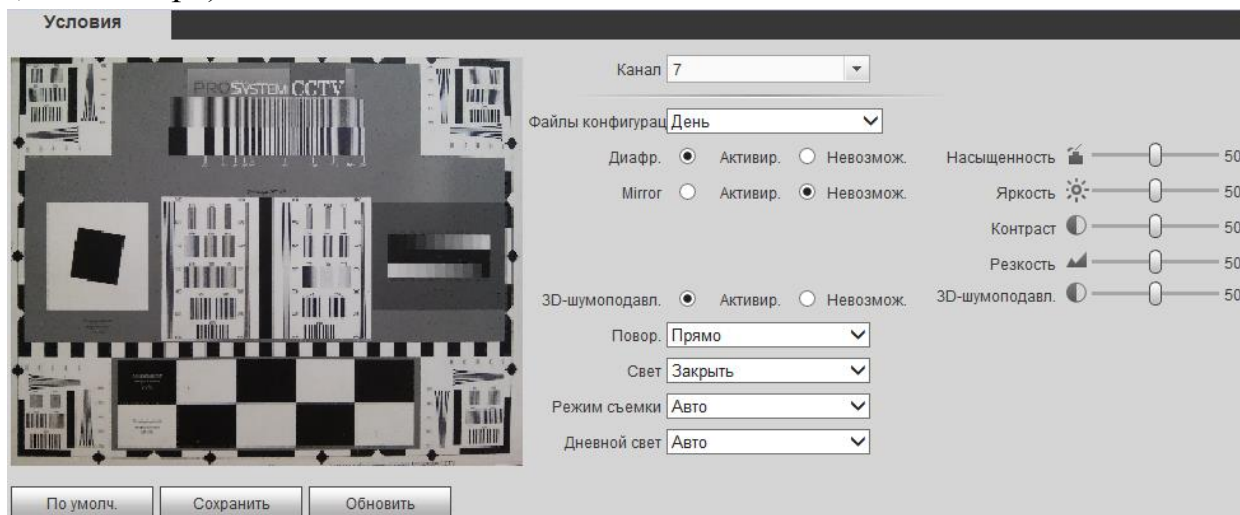 Условия
PROSYSTEM CCTV
Канал 7
Файлы конфигурац День
Диафр. Активир. Невозмож.
Mirror Активир. Невозмож.
3D-шумоподавл. Активир. Невозмож.
Повор. Прямо
Свет Закрыть
Режим съемки Авто
Дневной свет Авто
Насыщенность 50
Яркость 50
Контраст 50
Резкость 50
3D-шумоподавл. 50
По умолч. Сохранить Обновить